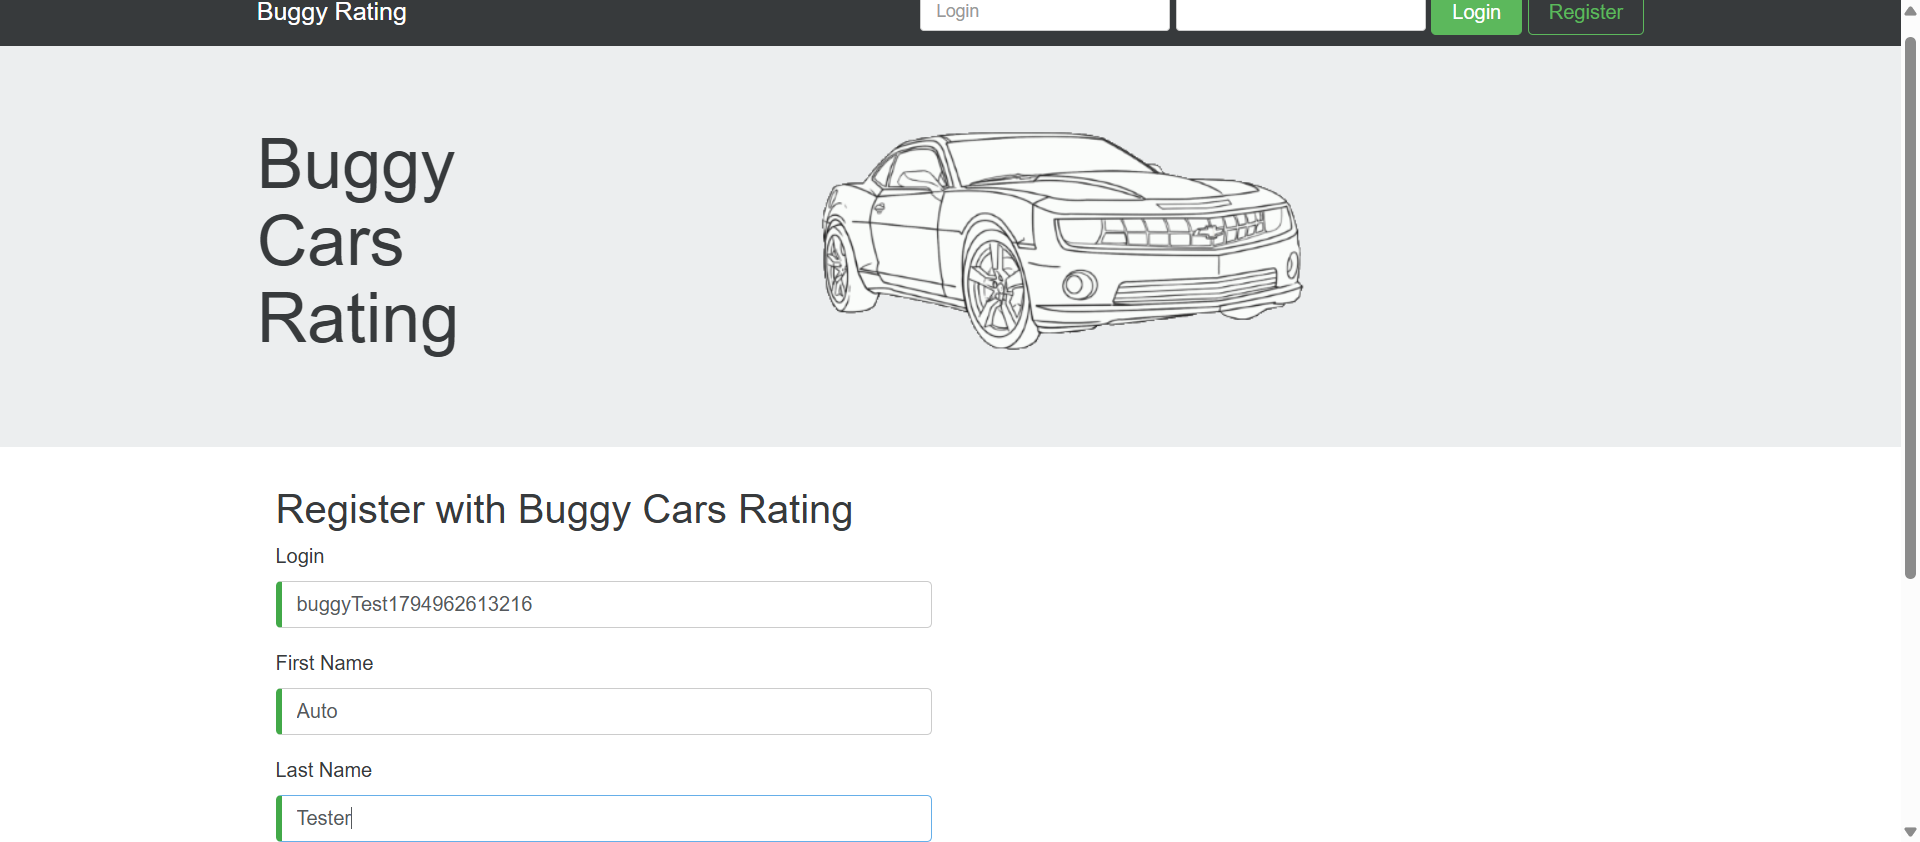 Buggy Rating
Login
Login
Register
Buggy
Cars
Rating
Register with Buggy Cars Rating
Login
buggyTest1794962613216
First Name
Auto
Last Name
Tester